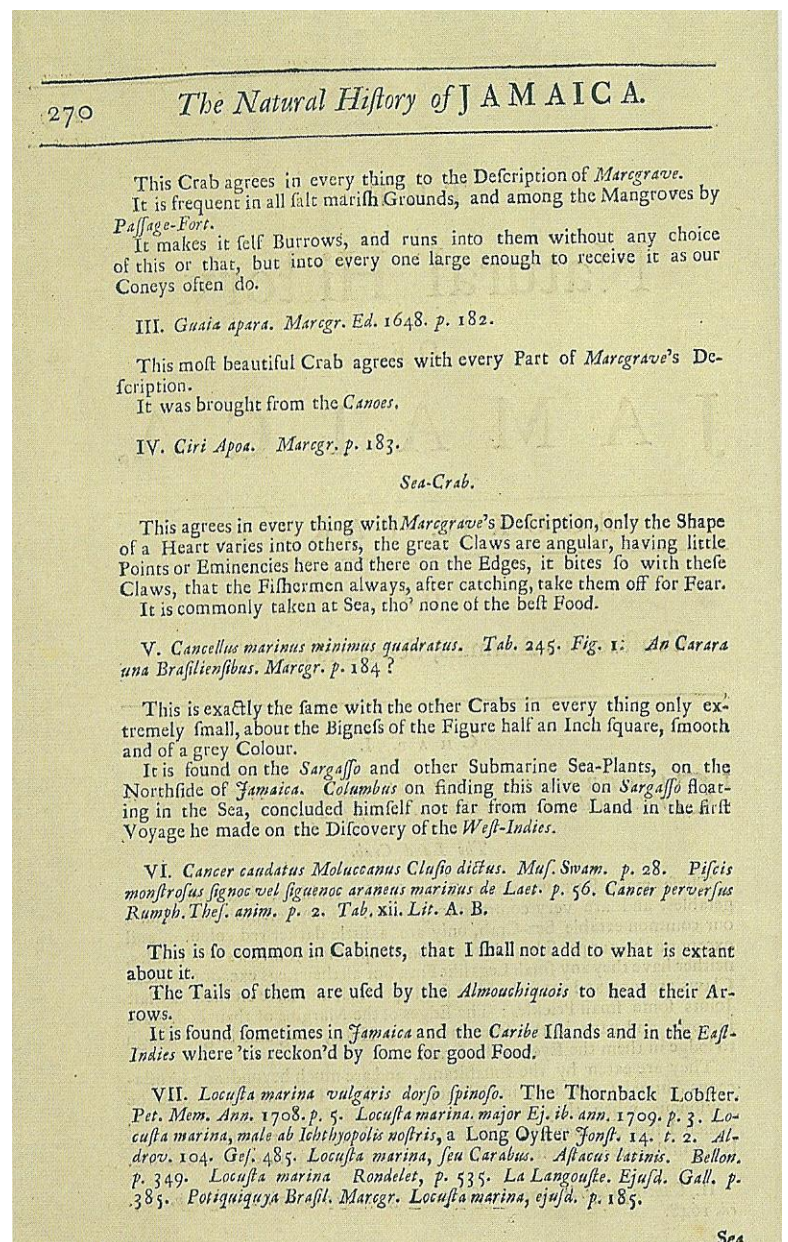 270 The Natural Hiſtory of JAMAICA.
This Crab agrees in every thing to the Deſcription of Marcgrave.
It is frequent in all ſalt mariſh Grounds, and among the Mangroves by
Paſſage-Fort.
It makes it ſelf Burrows, and runs into them without any choice
of this or that, but into every one large enough to receive it as our
Coneys often do.
III. Guaia apara. Marcgr. Ed. 1648. p. 182.
This moſt beautiful Crab agrees with every Part of Marcgrave's De-
ſcription.
It was brought from the Canoes.
IV. Ciri Apoa. Marcgr. p. 183.
Sea-Crab.
This agrees in every thing with Marcgrave's Deſcription, only the Shape
of a Heart varies into others, the great Claws are angular, having little
Points or Eminencies here and there on the Edges, it bites ſo with theſe
Claws, that the Fiſhermen always, after catching, take them off for Fear.
It is commonly taken at Sea, tho' none of the beſt Food.
V. Cancellus marinus minimus quadratus. Tab. 245. Fig. 1: An Carara
una Braſilienſibus. Marcgr. p. 184 ?
This is exactly the ſame with the other Crabs in every thing only ex-
tremely ſmall, about the Bigneſs of the Figure half an Inch ſquare, ſmooth
and of a grey Colour.
It is found on the Sargaſſo and other Submarine Sea-Plants, on the
Northſide of Jamaica. Columbus on finding this alive on Sargaſſo float-
ing in the Sea, concluded himſelf not far from ſome Land in the firſt
Voyage he made on the Diſcovery of the Weſt-Indies.
VI. Cancer caudatus Moluccanus Cluſio dictus. Muſ. Swam. p. 28. Piſcis
monſtroſus ſignoc vel ſiguenoc araneus marinus de Laet. p. 56. Cancer perverſus
Rumph. Theſ. anim. p. 2. Tab. xii. Lit. A. B.
This is ſo common in Cabinets, that I ſhall not add to what is extant
about it.
The Tails of them are uſed by the Almouchiquois to head their Ar-
rows.
It is found ſometimes in Jamaica and the Caribe Iſlands and in the Eaſt-
Indies where 'tis reckon'd by ſome for good Food.
VII. Locuſta marina vulgaris dorſo ſpinoſo. The Thornback Lobſter.
Pet. Mem. Ann. 1708. p. 5. Locuſta marina. major Ej. ib. ann. 1709. p. 3. Lo-
cuſta marina, male ab Ichthyopolis noſtris, a Long Oyſter Jonſt. 14. t. 2. Al-
drov. 104. Geſ. 485. Locuſta marina, ſeu Carabus. Aſtacus latinis. Bellon.
p. 349. Locuſta marina Rondelet, p. 535. La Langouſte. Ejuſd. Gall. p.
385. Potiquiquya Braſil. Marcgr. Locuſta marina, ejuſd. p. 185.
Sea